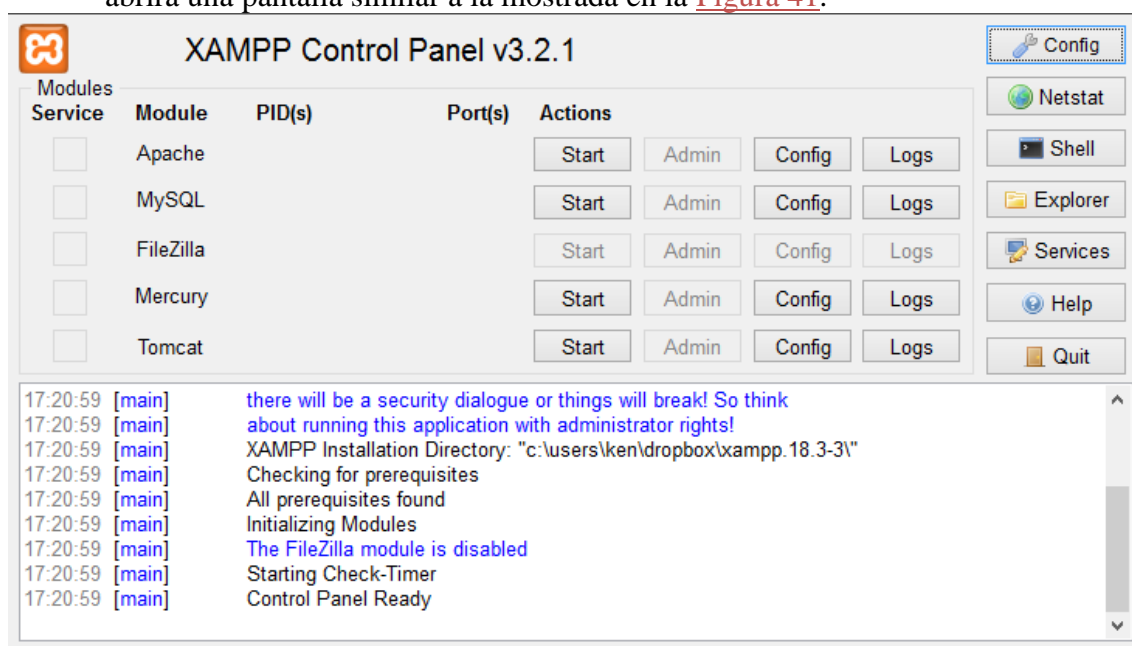 abrirá una pantalla similar a la mostrada en la Figura 41.
XAMPP Control Panel v3.2.1
Config
Modules
Netstat
Service Module PID(s) Port(s) Actions
Apache Start Admin Config Logs
Shell
MySQL Start Admin Config Logs
Explorer
FileZilla Start Admin Config Logs
Services
Mercury Start Admin Config Logs
Help
Tomcat Start Admin Config Logs
Quit
17:20:59 [main] there will be a security dialogue or things will break! So think
17:20:59 [main] about running this application with administrator rights!
17:20:59 [main] XAMPP Installation Directory: "c:\users\ken\dropbox\xampp.18.3-3\"
17:20:59 [main] Checking for prerequisites
17:20:59 [main] All prerequisites found
17:20:59 [main] Initializing Modules
17:20:59 [main] The FileZilla module is disabled
17:20:59 [main] Starting Check-Timer
17:20:59 [main] Control Panel Ready